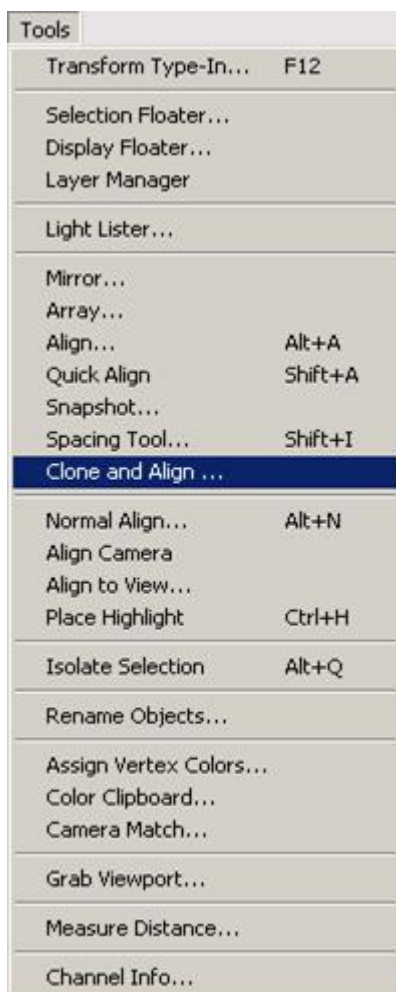 Tools
Transform Type-In... F12
Selection Floater...
Display Floater...
Layer Manager
Light Lister...
Mirror...
Array...
Align... Alt+A
Quick Align Shift+A
Snapshot...
Spacing Tool... Shift+I
Clone and Align ...
Normal Align... Alt+N
Align Camera
Align to View...
Place Highlight Ctrl+H
Isolate Selection Alt+Q
Rename Objects...
Assign Vertex Colors...
Color Clipboard...
Camera Match...
Grab Viewport...
Measure Distance...
Channel Info...